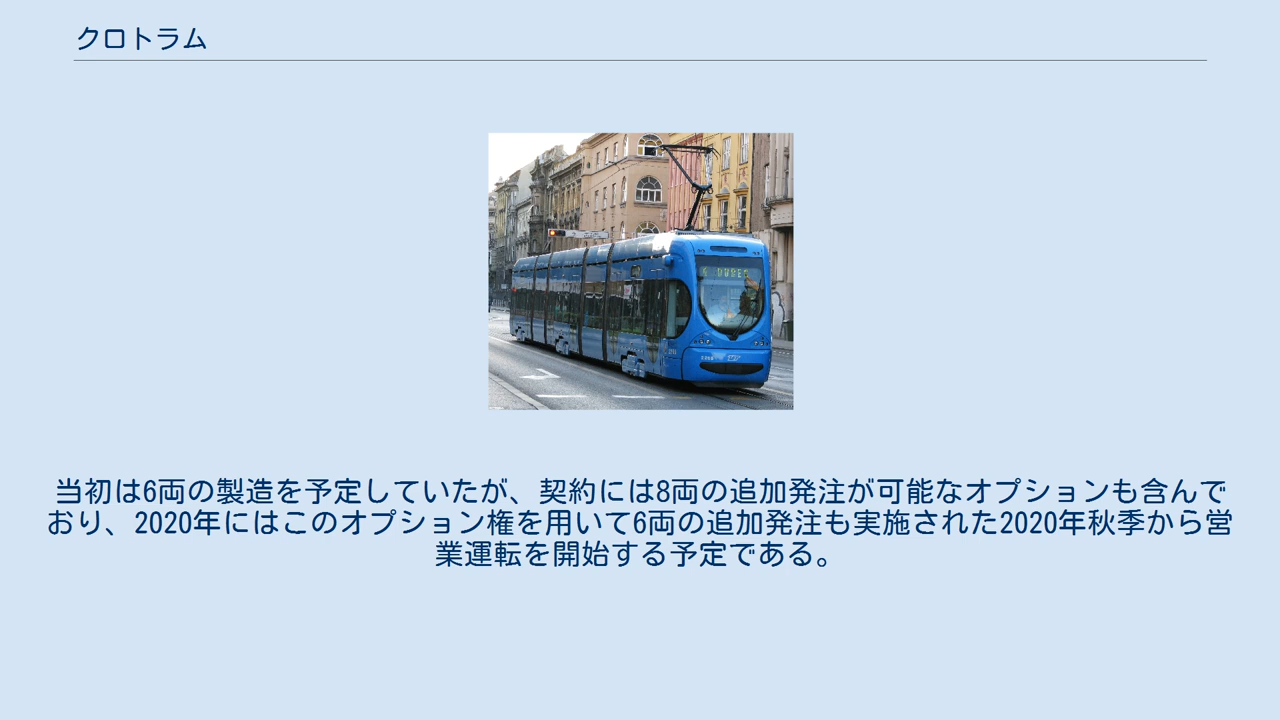 クロトラム
当初は6両の製造を予定していたが、契約には8両の追加発注が可能なオプションも含んで
おり、2020年にはこのオプション権を用いて6両の追加発注も実施された2020年秋季から営
業運転を開始する予定である。